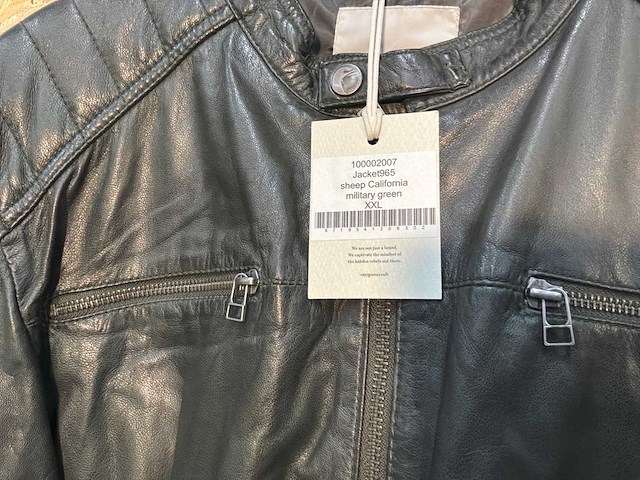 100002007
Jacket965
sheep California
military green
XXL
We are not just a brand.
We captivate the mindset of
the hidden rebels out there.